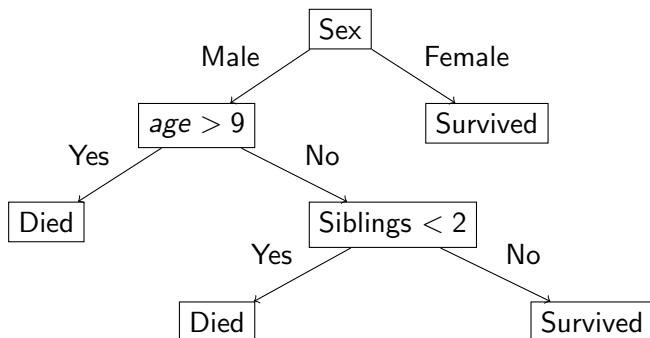 Sex
Male Female
age > 9 Survived
Yes No
Died Siblings < 2
Yes No
Died Survived